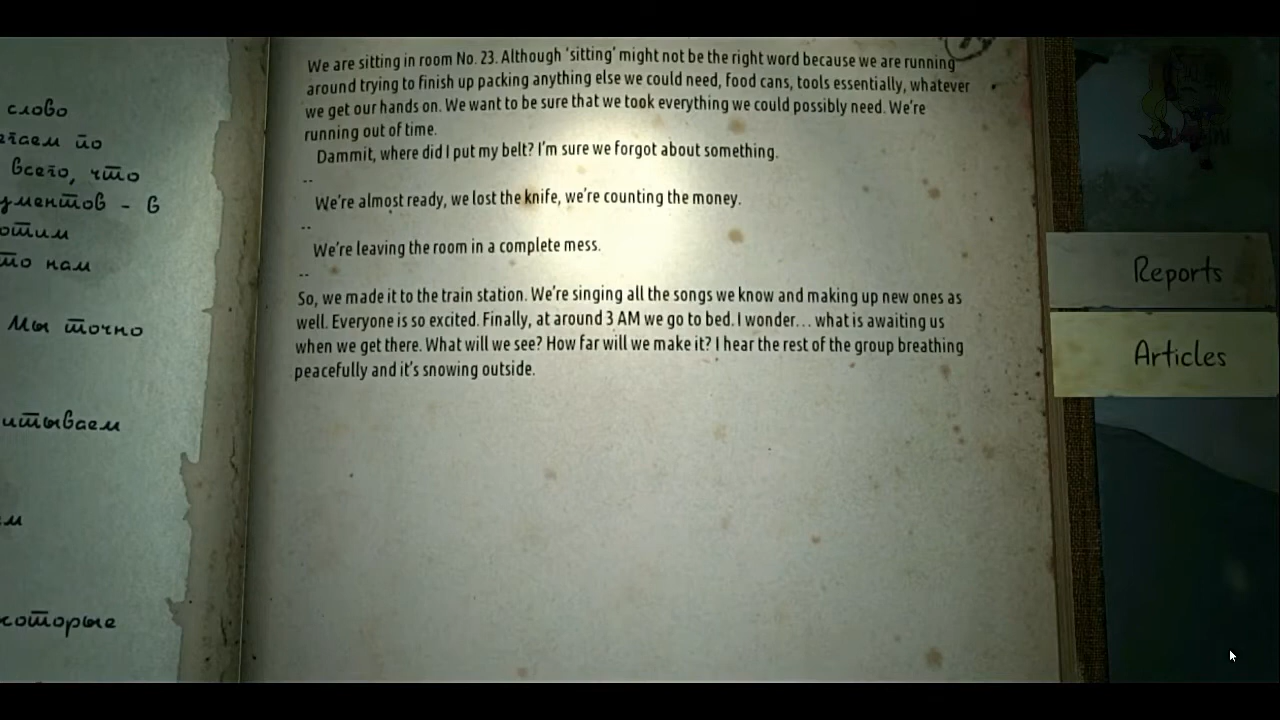 слово
всего, что
ументов - в
отим
то нам
Мы точно
итываем
ем
которые
We are sitting in room No. 23. Although 'sitting' might not be the right word because we are running
around trying to finish up packing anything else we could need, food cans, tools essentially, whatever
we get our hands on. We want to be sure that we took everything we could possibly need. We're
running out of time.
Dammit, where did I put my belt? I'm sure we forgot about something.
--
We're almost ready, we lost the knife, we're counting the money.
--
We're leaving the room in a complete mess.
--
So, we made it to the train station. We're singing all the songs we know and making up new ones as
well. Everyone is so excited. Finally, at around 3 AM we go to bed. I wonder... what is awaiting us
when we get there. What will we see? How far will we make it? I hear the rest of the group breathing
peacefully and it's snowing outside.
Reports
Articles